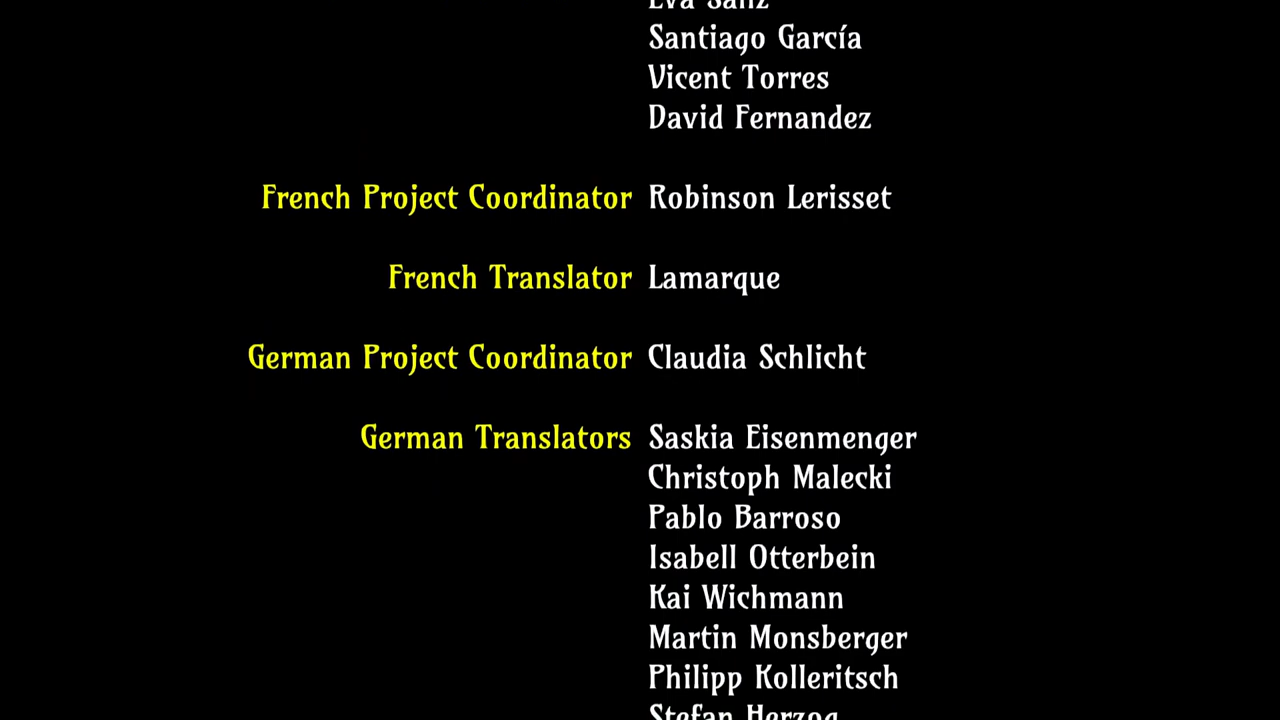 Eva Sanz
Santiago García
Vicent Torres
David Fernandez
French Project Coordinator Robinson Lerisset
French Translator Lamarque
German Project Coordinator Claudia Schlicht
German Translators Saskia Eisenmenger
Christoph Malecki
Pablo Barroso
Isabell Otterbein
Kai Wichmann
Martin Monsberger
Philipp Kolleritsch
Stefan Herzog